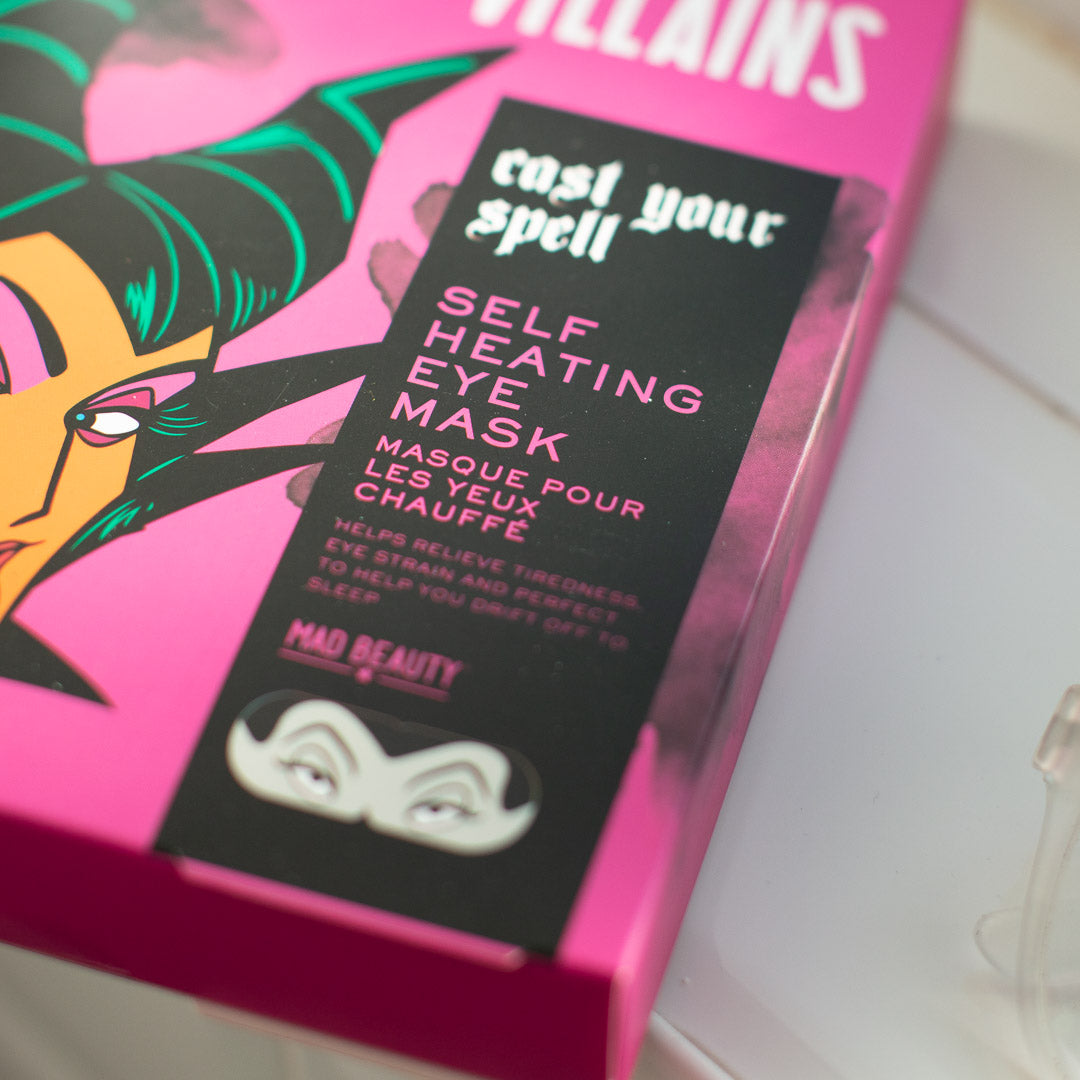 VILLAINS
cast your
spell
SELF
HEATING
EYE
MASK
MASQUE POUR
LES YEUX
CHAUFFÉ
HELPS RELIEVE TIREDNESS,
EYE STRAIN AND PERFECT
TO HELP YOU DRIFT OFF TO
SLEEP
MAD BEAUTY